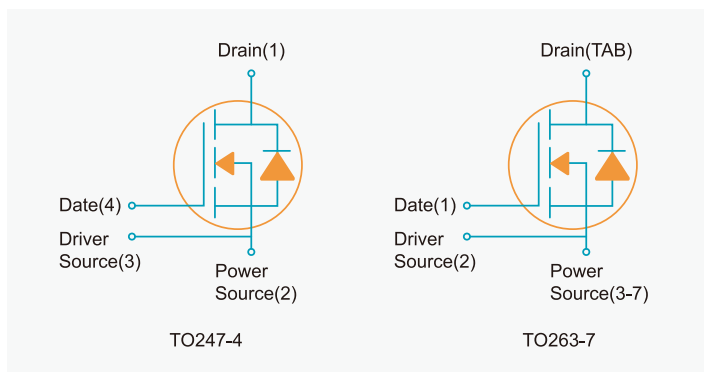 Drain(1)
Date(4)
Driver
Source(3)
Power
Source(2)
TO247-4
Drain(TAB)
Date(1)
Driver
Source(2)
Power
Source(3-7)
TO263-7